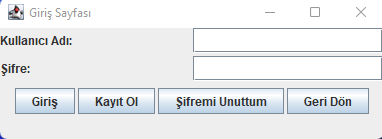 Giriş Sayfası
Kullanıcı Adı:
Şifre:
Giriş Kayıt Ol Şifremi Unuttum Geri Dön